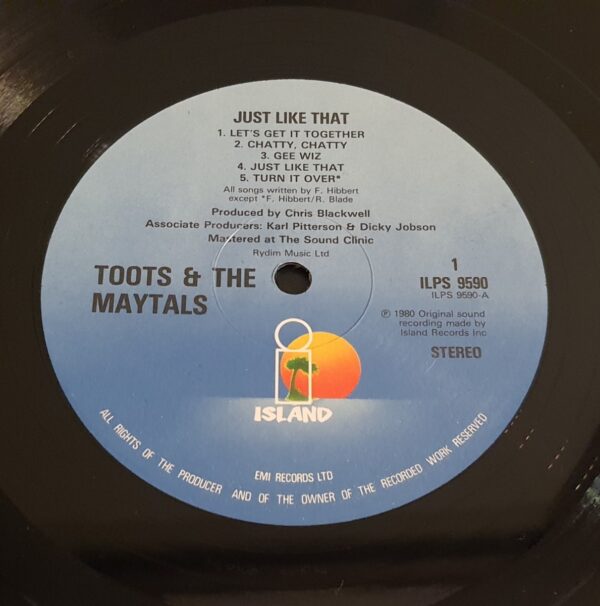 JUST LIKE THAT
1. LET'S GET IT TOGETHER
2. CHATTY, CHATTY
3. GEE WIZ
4. JUST LIKE THAT
5. TURN IT OVER*
All songs written by F. Hibbert
except *F. Hibbert/R. Blade
Produced by Chris Blackwell
Associate Producers: Karl Pitterson & Dicky Jobson
Mastered at The Sound Clinic
Rydim Music Ltd
TOOTS & THE
MAYTALS
1
ILPS 9590
ILPS 9590-A
℗ 1980 Original sound
recording made by
Island Records Inc
STEREO
ISLAND
EMI RECORDS LTD
ALL RIGHTS OF THE PRODUCER AND OF THE OWNER OF THE RECORDED WORK RESERVED